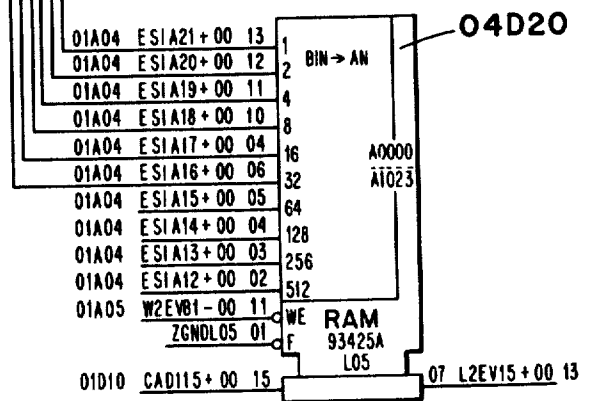 04D20
01A04 ESIA21+00 13 1
BIN→AN
01A04 ESIA20+00 12 2
01A04 ESIA19+00 11 4
01A04 ESIA18+00 10 8
01A04 ESIA17+00 04 16
A0000
A1023
01A04 ESIA16+00 06 32
01A04 ESIA15+00 05 64
01A04 ESIA14+00 04 128
01A04 ESIA13+00 03 256
01A04 ESIA12+00 02 512
01A05 W2EVB1-00 11 WE RAM
ZGNDL05 01 F 93425A
L05
01D10 CADI15+00 15
07 L2EV15+00 13